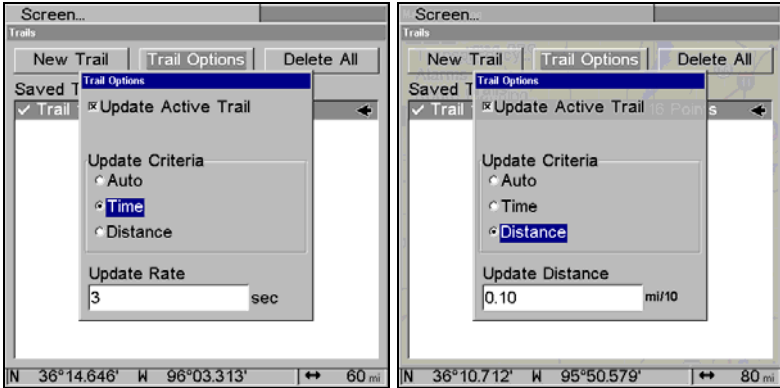 Screen...
Trails
New Trail Trail Options Delete All
Saved T
Trail Options
Trail
Update Active Trail
Update Criteria
Auto
Time
Distance
Update Rate
3 sec
N 36°14.646' W 96°03.313' 60 mi
Screen...
Trails
New Trail Trail Options Delete All
Alarms
Saved T
Trail Options
Trail
Update Active Trail
16 Points
Update Criteria
Auto
Time
Distance
Update Distance
0.10 mi/10
N 36°10.712' W 95°50.579' 80 mi